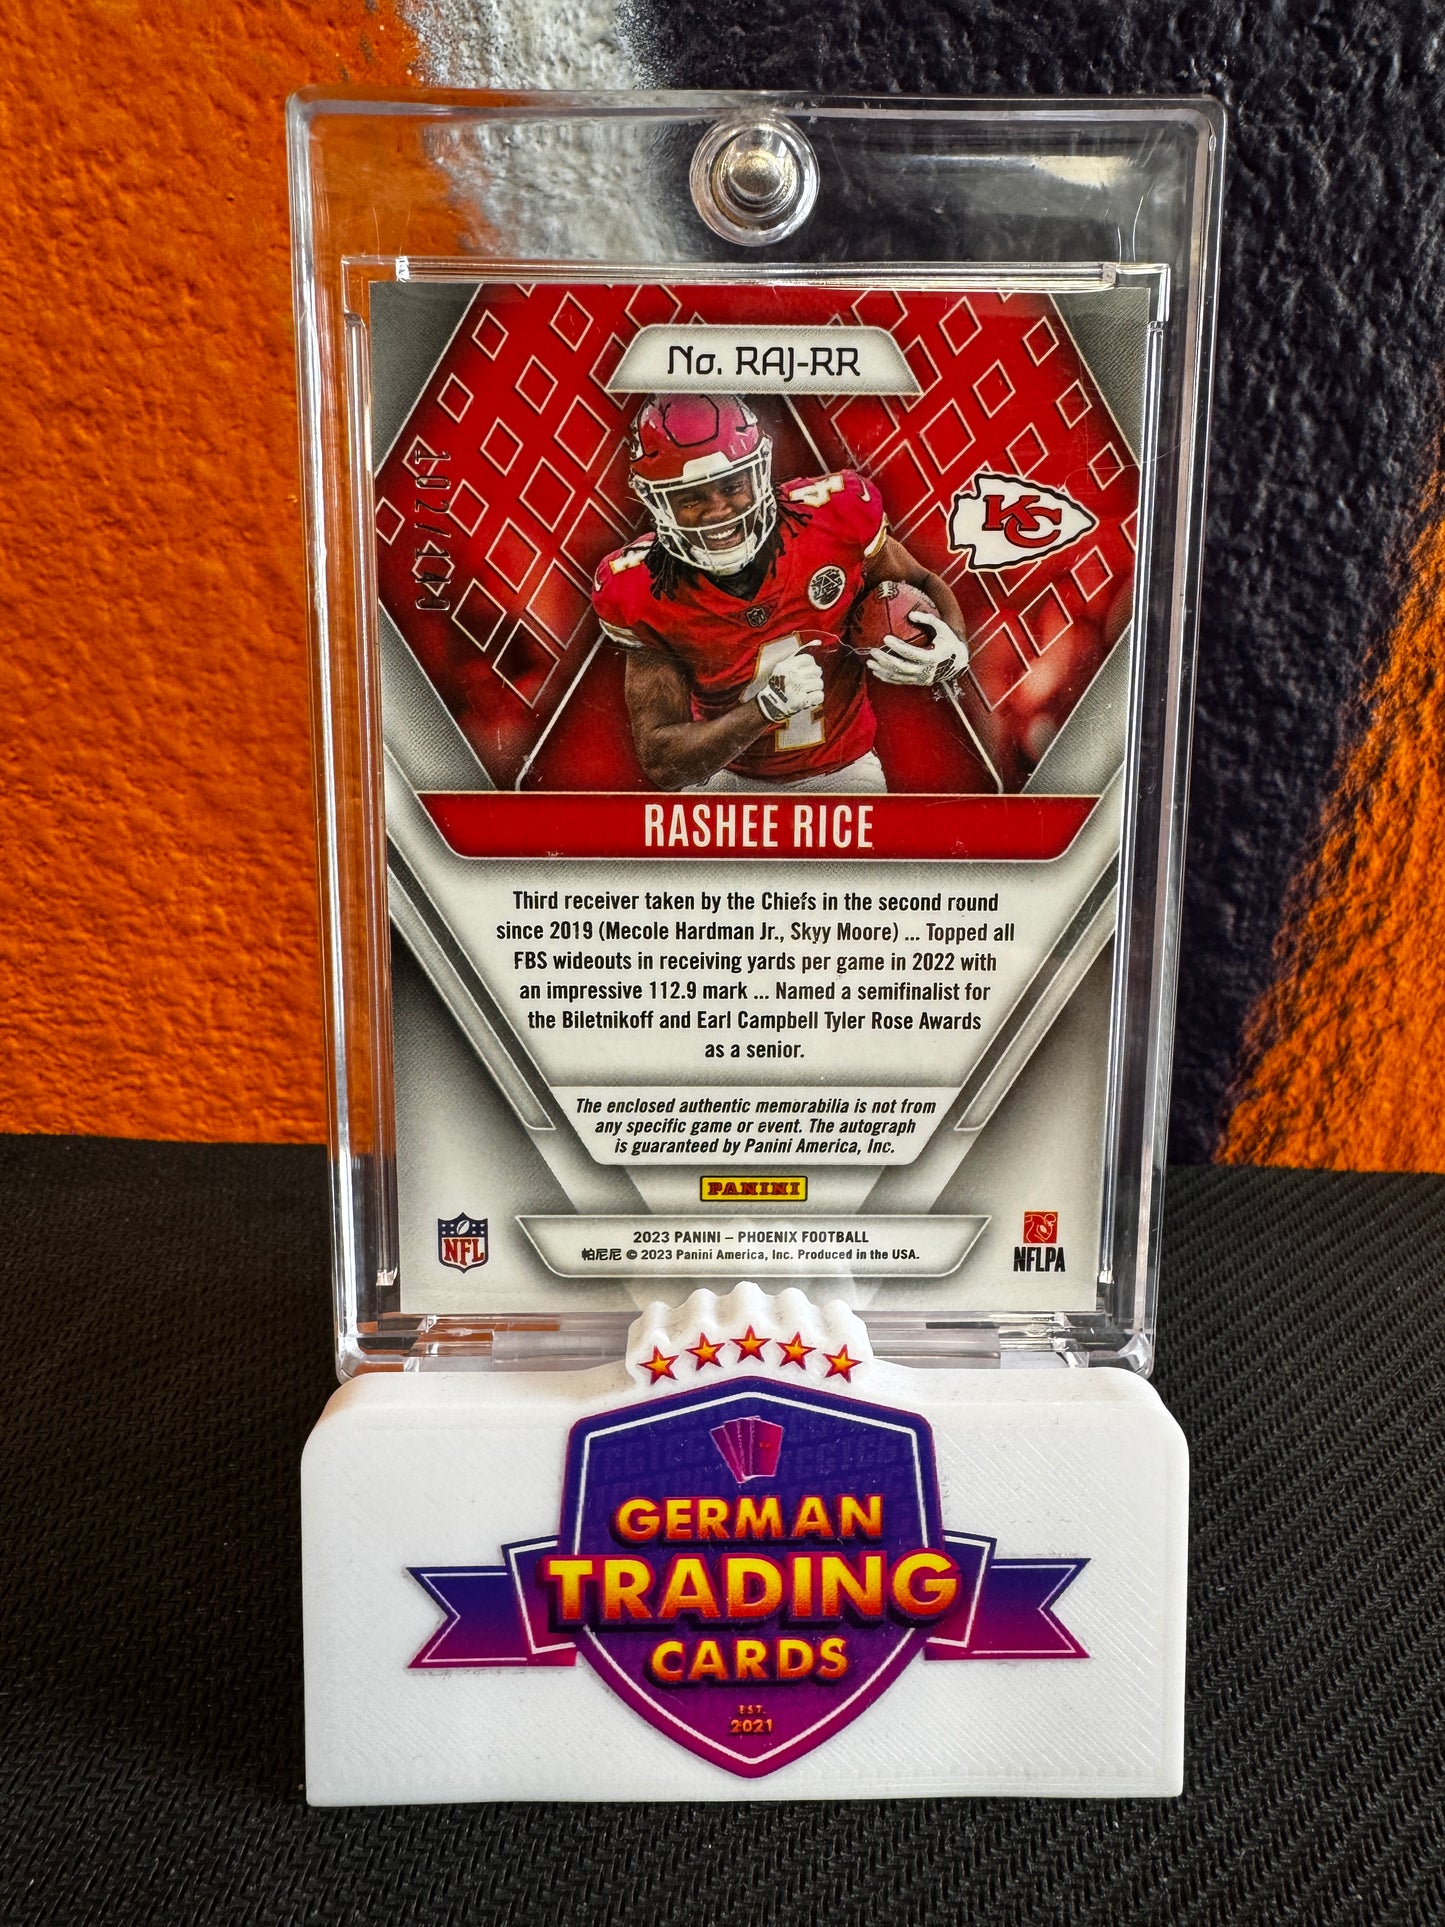 No. RAJ-RR
KC
4
4
4
RASHEE RICE
Third receiver taken by the Chiefs in the second round
since 2019 (Mecole Hardman Jr., Skyy Moore) ... Topped all
FBS wideouts in receiving yards per game in 2022 with
an impressive 112.9 mark ... Named a semifinalist for
the Biletnikoff and Earl Campbell Tyler Rose Awards
as a senior.
The enclosed authentic memorabilia is not from
any specific game or event. The autograph
is guaranteed by Panini America, Inc.
PANINI
NFL
2023 PANINI – PHOENIX FOOTBALL
帕尼尼 © 2023 Panini America, Inc. Produced in the USA.
NFLPA
GERMAN
TRADING
CARDS
EST.
2021